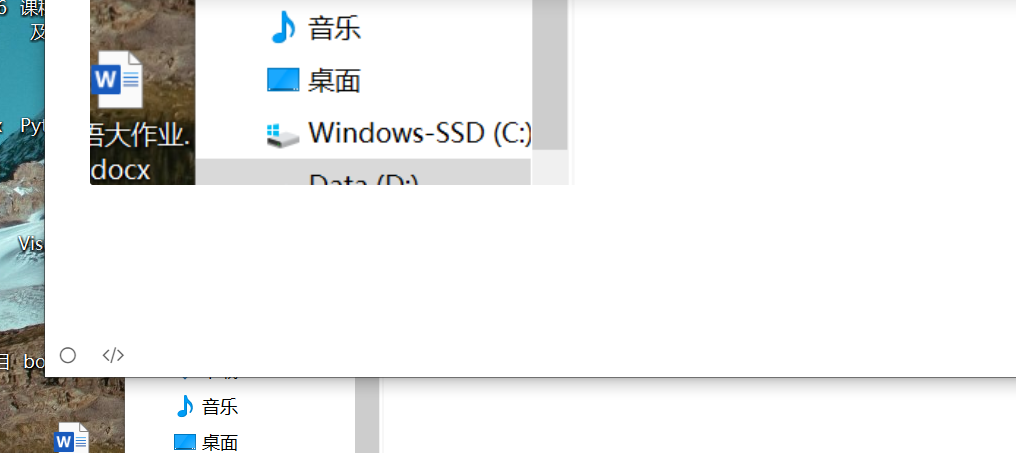 6 课
及
音乐
桌面
Windows-SSD (C:)
语大作业.
docx
Data (D:)
Pyt
Vis
目 bo
</>
音乐
桌面